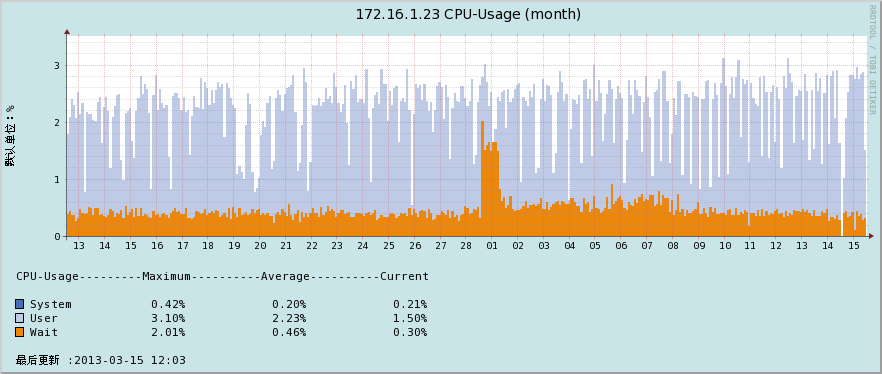 172.16.1.23 CPU-Usage (month)
RRDTOOL / TOBI OETIKER
默认单位: %
3
2
1
0
13 14 15 16 17 18 19 20 21 22 23 24 25 26 27 28 01 02 03 04 05 06 07 08 09 10 11 12 13 14 15
CPU-Usage---------Maximum----------Average----------Current
System 0.42% 0.20% 0.21%
User 3.10% 2.23% 1.50%
Wait 2.01% 0.46% 0.30%
最后更新 :2013-03-15 12:03